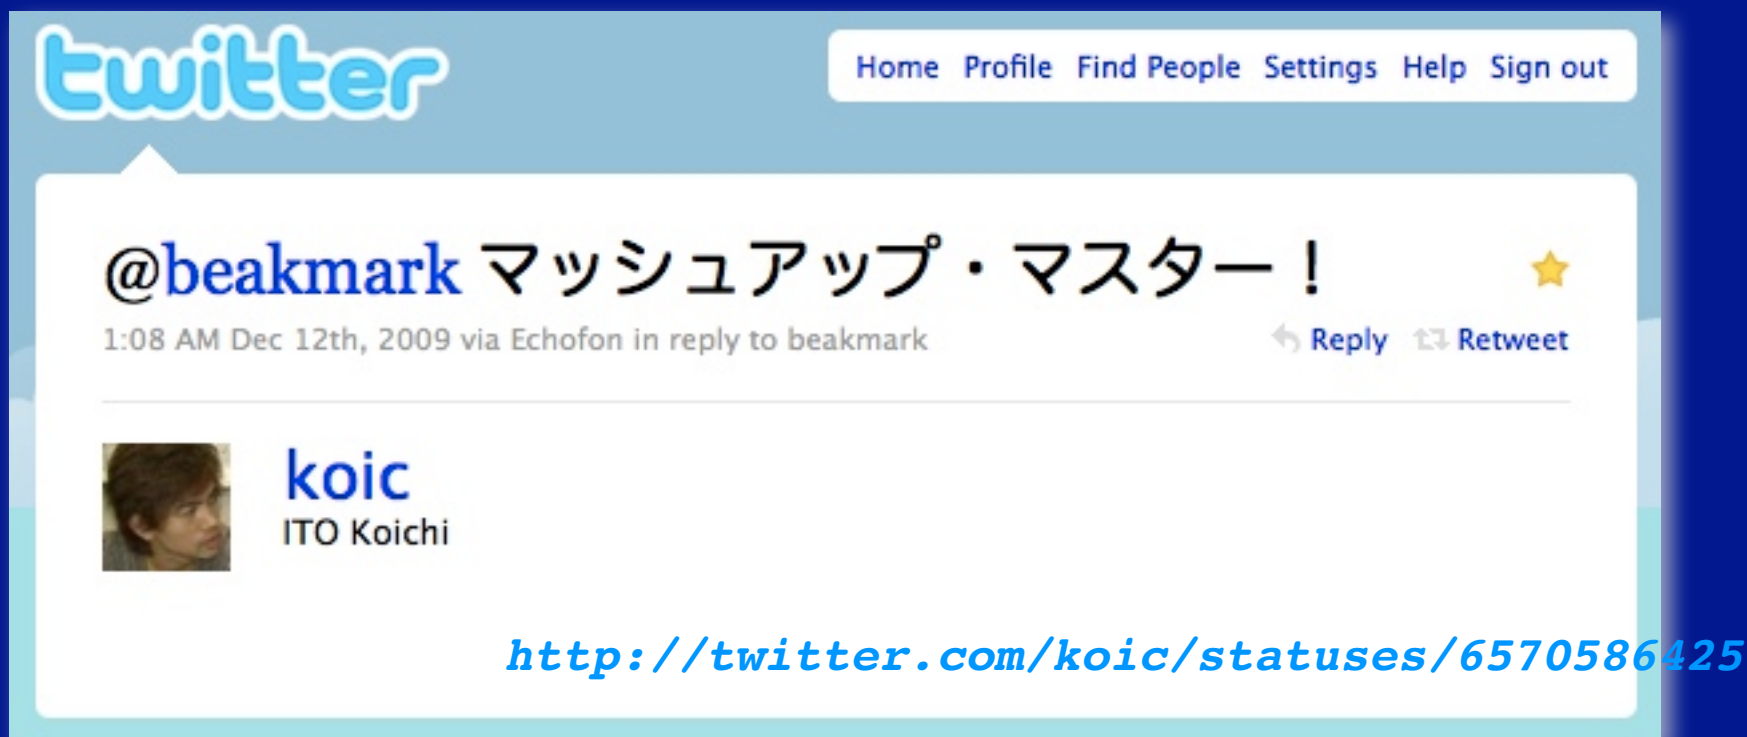 twitter
Home Profile Find People Settings Help Sign out
@beakmark マッシュアップ・マスター！
1:08 AM Dec 12th, 2009 via Echofon in reply to beakmark
Reply Retweet
koic
ITO Koichi
http://twitter.com/koic/statuses/6570586425